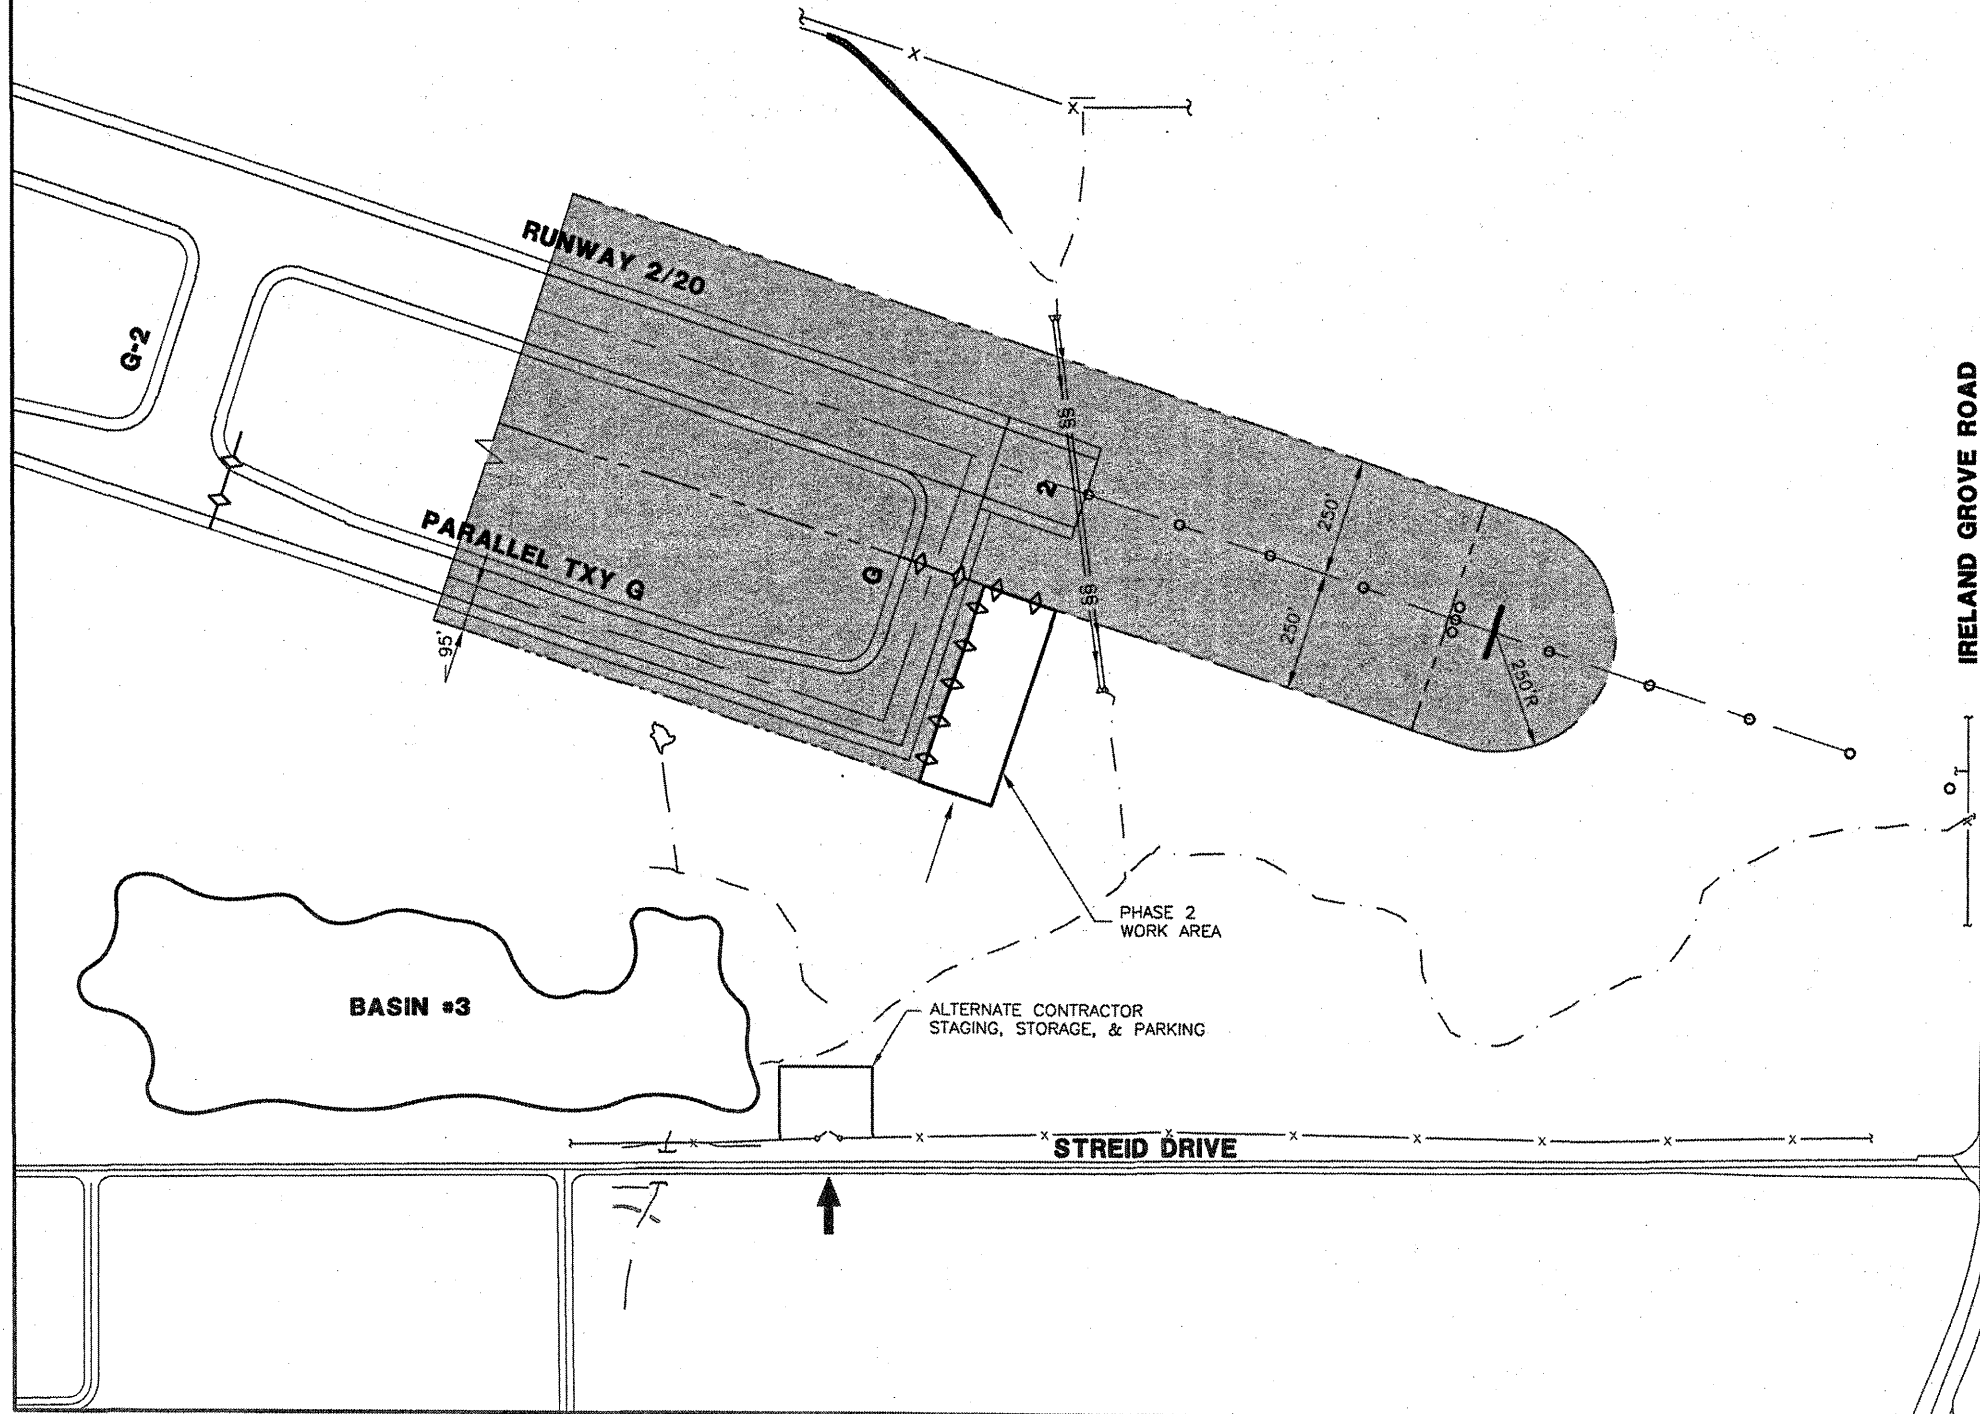 RUNWAY 2/20
G-2
IRELAND GROVE ROAD
SS
2
250'
PARALLEL TXY G
G
SS
250'
95'
250'R
PHASE 2
WORK AREA
BASIN #3
ALTERNATE CONTRACTOR
STAGING, STORAGE, & PARKING
STREID DRIVE